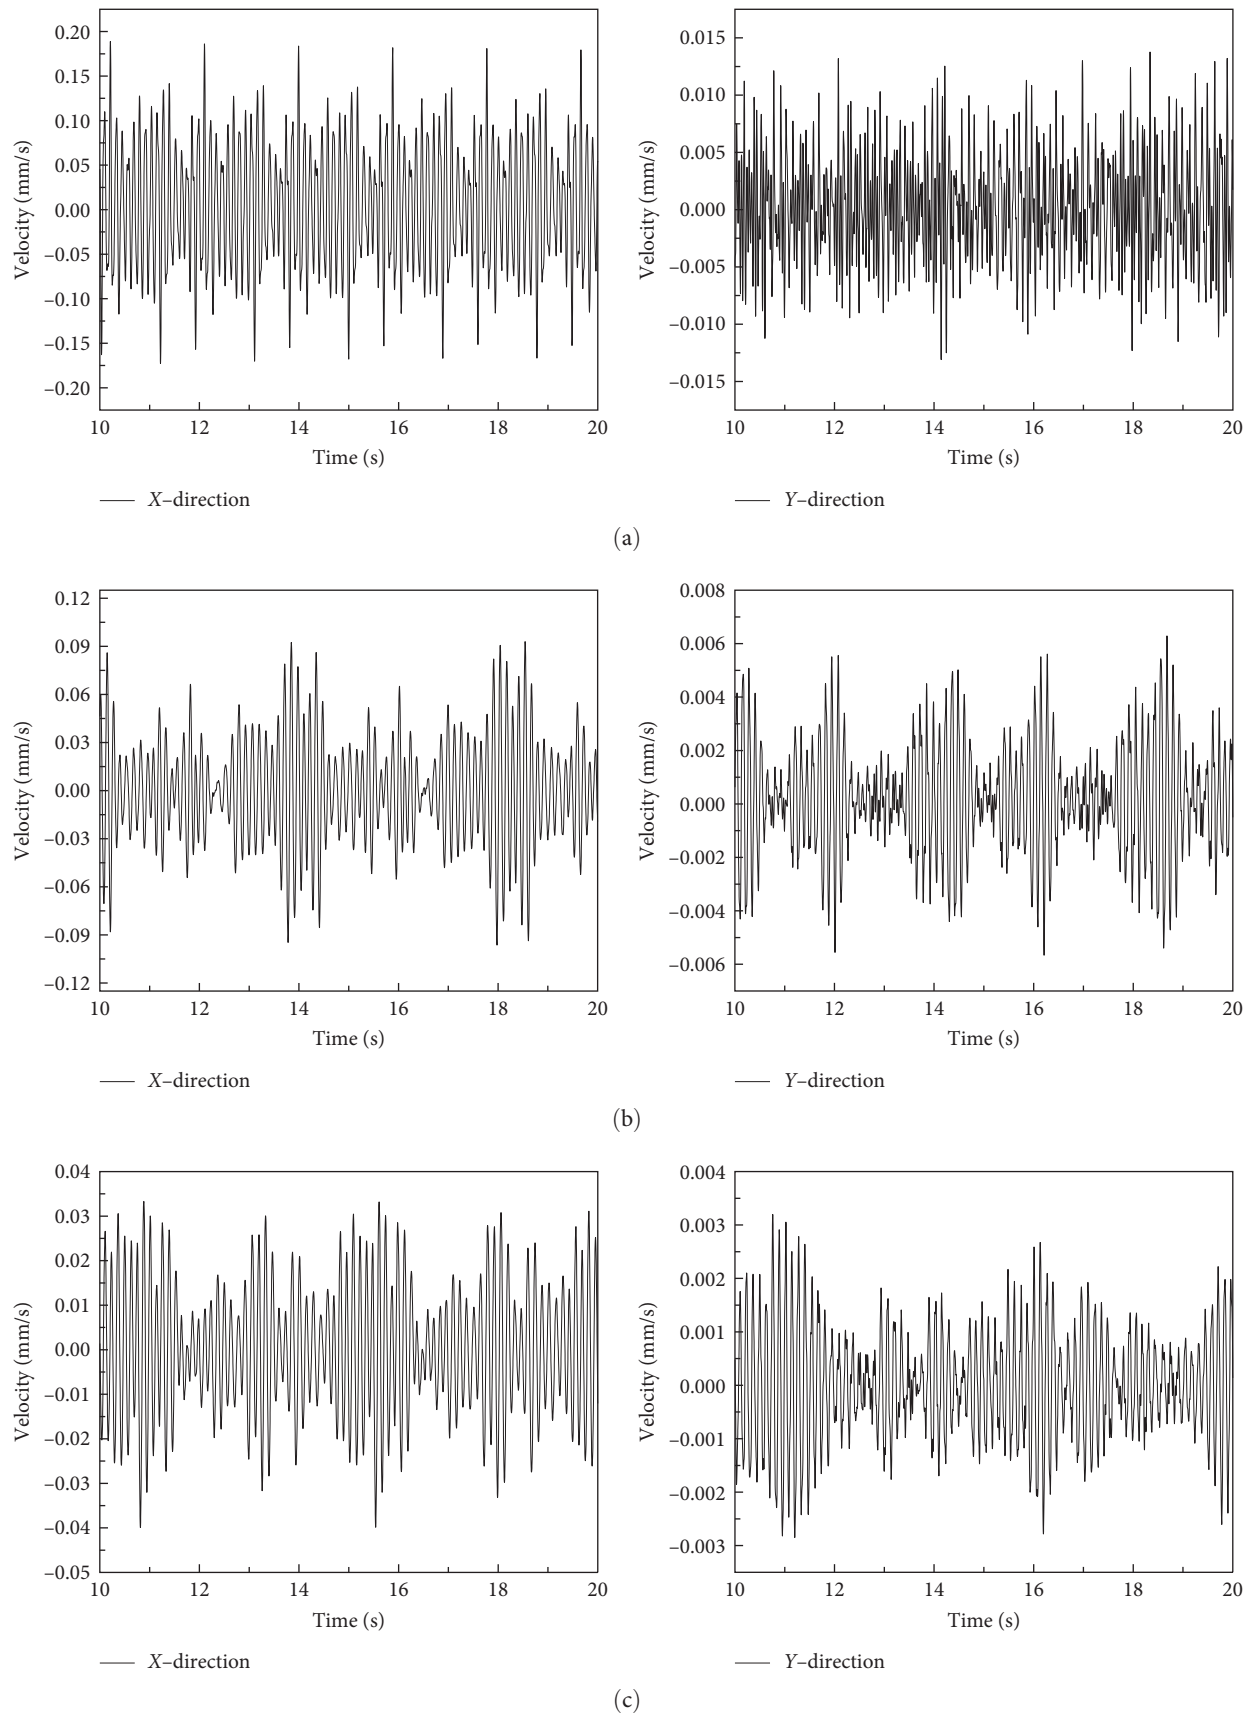 0.20
0.15
0.10
0.05
0.00
–0.05
–0.10
–0.15
–0.20
Velocity (mm/s)
10 12 14 16 18 20
Time (s)
X–direction
0.015
0.010
0.005
0.000
–0.005
–0.010
–0.015
Velocity (mm/s)
10 12 14 16 18 20
Time (s)
Y–direction
(a)
0.12
0.09
0.06
0.03
0.00
–0.03
–0.06
–0.09
–0.12
Velocity (mm/s)
10 12 14 16 18 20
Time (s)
X–direction
0.008
0.006
0.004
0.002
0.000
–0.002
–0.004
–0.006
Velocity (mm/s)
10 12 14 16 18 20
Time (s)
Y–direction
(b)
0.04
0.03
0.02
0.01
0.00
–0.01
–0.02
–0.03
–0.04
–0.05
Velocity (mm/s)
10 12 14 16 18 20
Time (s)
X–direction
0.004
0.003
0.002
0.001
0.000
–0.001
–0.002
–0.003
Velocity (mm/s)
10 12 14 16 18 20
Time (s)
Y–direction
(c)